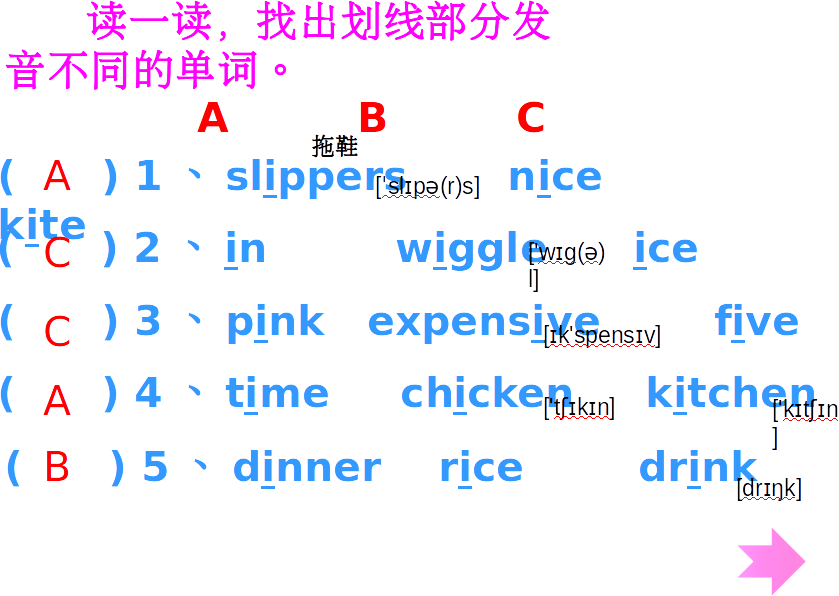 读一读，找出划线部分发
音不同的单词。
A B C
拖鞋
( A ) 1 、 slippers nice
['slɪpə(r)s]
kite
( C ) 2 、 in wiggle ice
['wɪg(ə)
l]
( C ) 3 、 pink expensive five
[ɪk'spensɪv]
( A ) 4 、 time chicken kitchen
['tʃɪkɪn] ['kɪtʃɪn
]
( B ) 5 、 dinner rice drink
[drɪŋk]